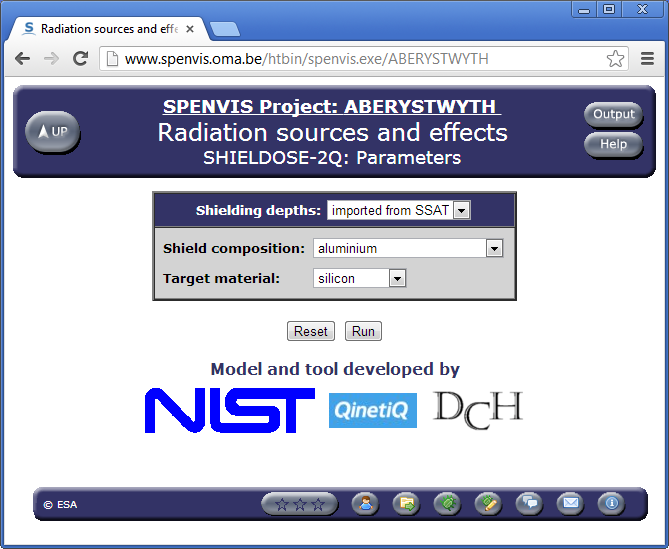 Radiation sources and effe
www.spenvis.oma.be/htbin/spenvis.exe/ABERYSTWYTH
UP
SPENVIS Project: ABERYSTWYTH
Radiation sources and effects
SHIELDOSE-2Q: Parameters
Output
Help
Shielding depths: imported from SSAT
Shield composition: aluminium
Target material: silicon
Reset Run
Model and tool developed by
NIST QinetiQ DCH
© ESA